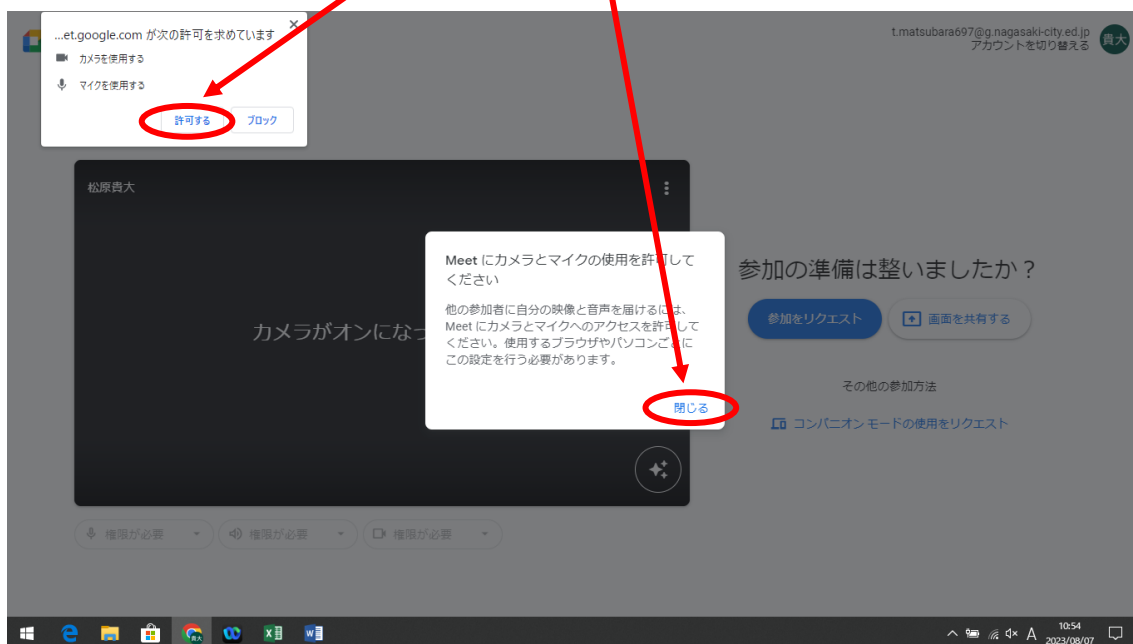 ...et.google.com が次の許可を求めています
カメラを使用する
マイクを使用する
許可する
ブロック
t.matsubara697@g.nagasaki-city.ed.jp
アカウントを切り替える
貴大
松原貴大
カメラがオンになっ
Meet にカメラとマイクの使用を許可して
ください
他の参加者に自分の映像と音声を届けるには、
Meet にカメラとマイクへのアクセスを許可して
ください。使用するブラウザやパソコンごとに
この設定を行う必要があります。
閉じる
参加の準備は整いましたか？
参加をリクエスト
画面を共有する
その他の参加方法
コンパニオン モードの使用をリクエスト
権限が必要
権限が必要
権限が必要
A
10:54
2023/08/07